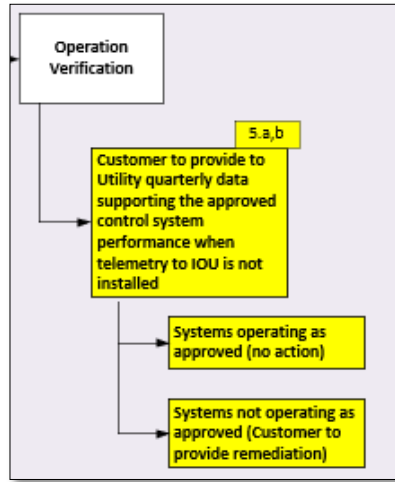 Operation
Verification
5.a,b
Customer to provide to
Utility quarterly data
supporting the approved
control system
performance when
telemetry to IOU is not
installed
Systems operating as
approved (no action)
Systems not operating as
approved (Customer to
provide remediation)